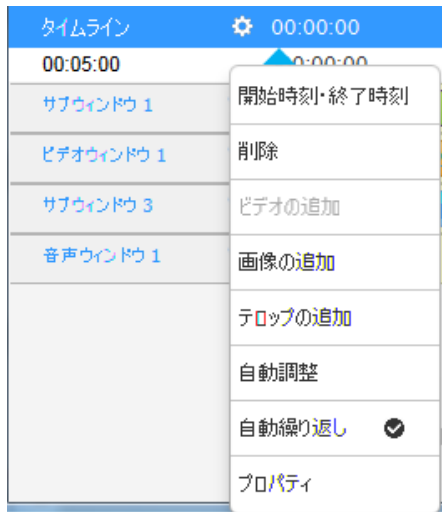 タイムライン 00:00:00
00:05:00 0:00:00
サブウィンドウ 1
ビデオウィンドウ 1
サブウィンドウ 3
音声ウィンドウ 1
開始時刻・終了時刻
削除
ビデオの追加
画像の追加
テロップの追加
自動調整
自動繰り返し
プロパティ